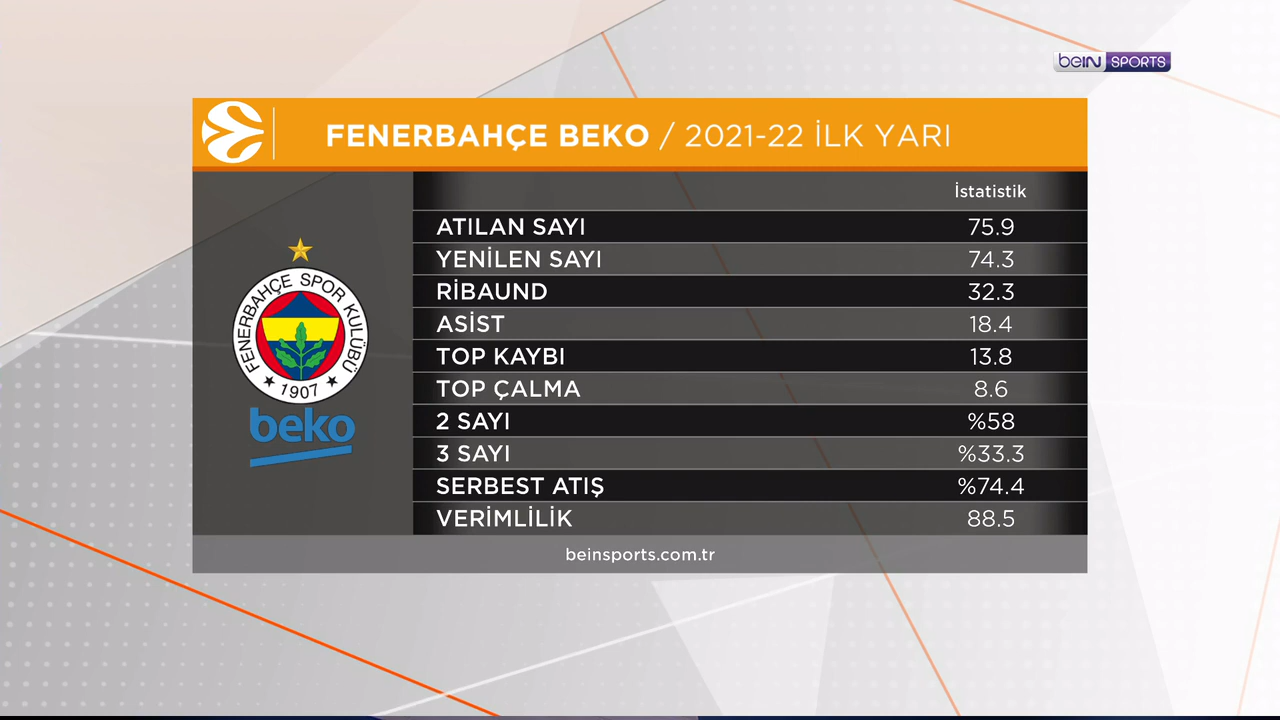 beIN SPORTS
FENERBAHÇE BEKO / 2021-22 İLK YARI
İstatistik
ATILAN SAYI 75.9
YENİLEN SAYI 74.3
RİBAUND 32.3
ASİST 18.4
TOP KAYBI 13.8
TOP ÇALMA 8.6
2 SAYI %58
3 SAYI %33.3
SERBEST ATIŞ %74.4
VERİMLİLİK 88.5
FENERBAHÇE SPOR KULÜBÜ
★ 1907 ★
beko
beinsports.com.tr